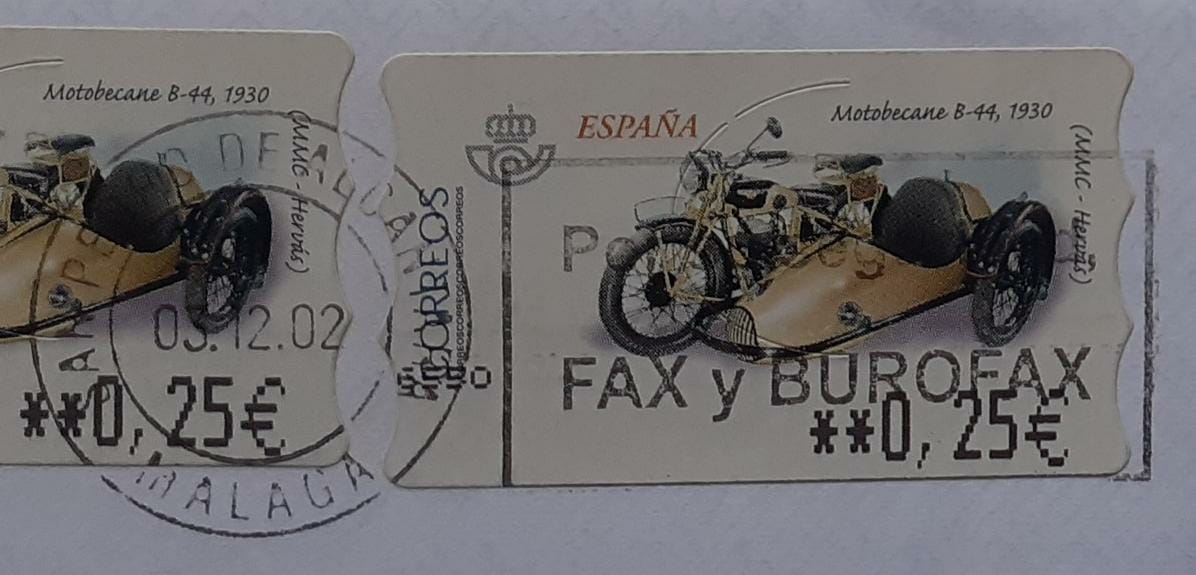 Motobecane B-44, 1930
(MMC - Hervás)
03.12.02
**0,25€
MALAGA
ESPAÑA
Motobecane B-44, 1930
(MMC - Hervás)
CORREOS
CORREOSCORREOSCORREOSCORREOS
FAX y BUROFAX
**0,25€